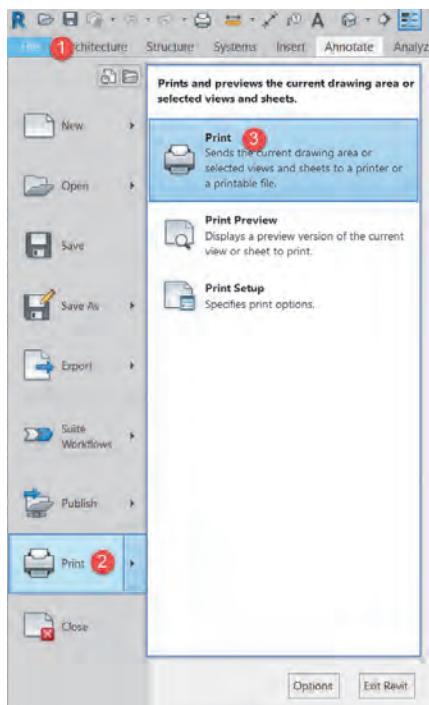 R
A
File 1 Architecture Structure Systems Insert Annotate Analyz
Prints and previews the current drawing area or
selected views and sheets.
New
Print 3
Sends the current drawing area or
selected views and sheets to a printer or
a printable file.
Open
Print Preview
Displays a preview version of the current
view or sheet to print.
Save
Print Setup
Specifies print options.
Save As
Export
Suite
Workflows
Publish
Print 2
Close
Options Exit Revit